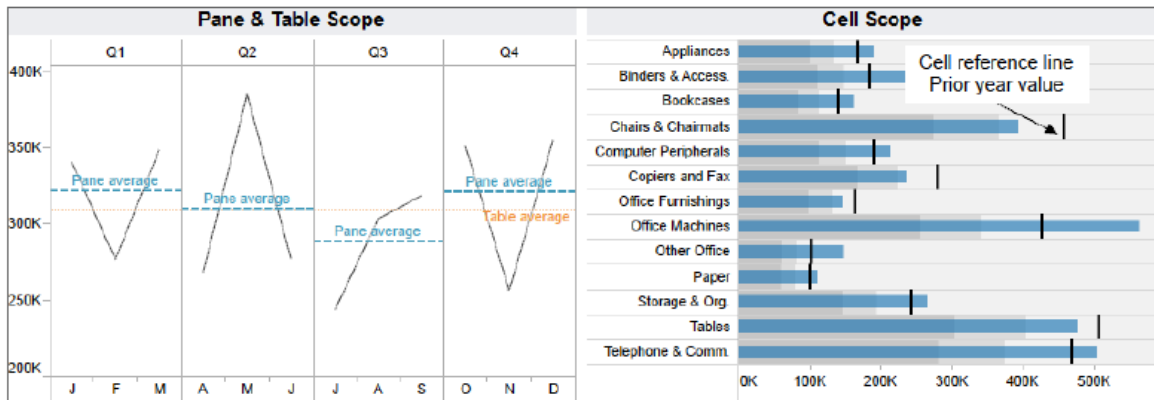 Pane & Table Scope
Q1 Q2 Q3 Q4
400K
350K
300K
250K
200K
Pane average
Pane average
Pane average
Pane average
Table average
J F M A M J J A S O N D
Cell Scope
Appliances
Binders & Access.
Bookcases
Chairs & Chairmats
Computer Peripherals
Copiers and Fax
Office Furnishings
Office Machines
Other Office
Paper
Storage & Org.
Tables
Telephone & Comm.
Cell reference line
Prior year value
0K 100K 200K 300K 400K 500K